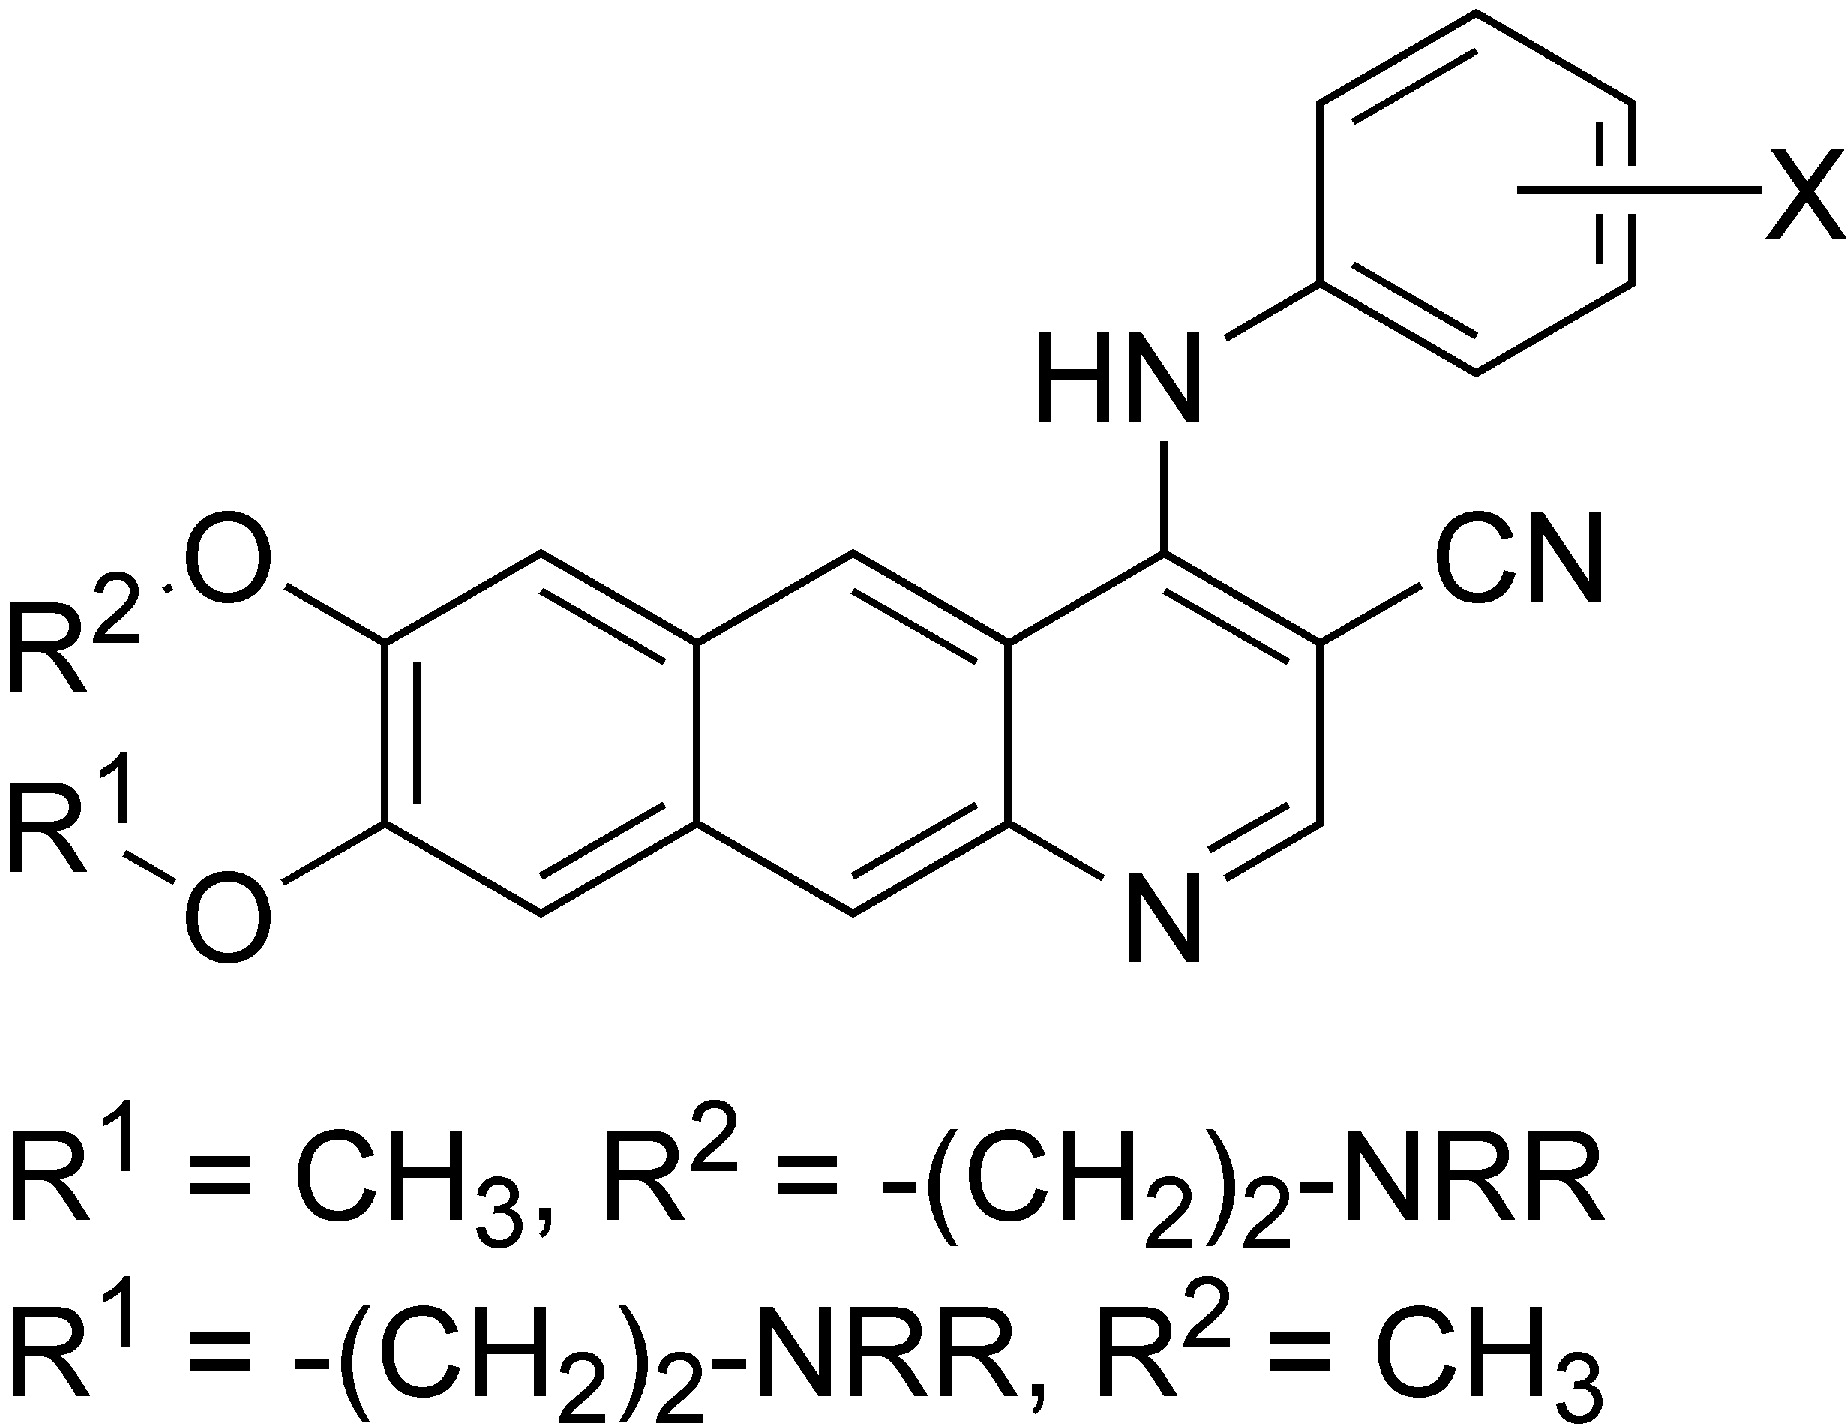 X
HN
CN
O
R²
R¹
O
N
R¹ = CH₃, R² = -(CH₂)₂-NRR
R¹ = -(CH₂)₂-NRR, R² = CH₃